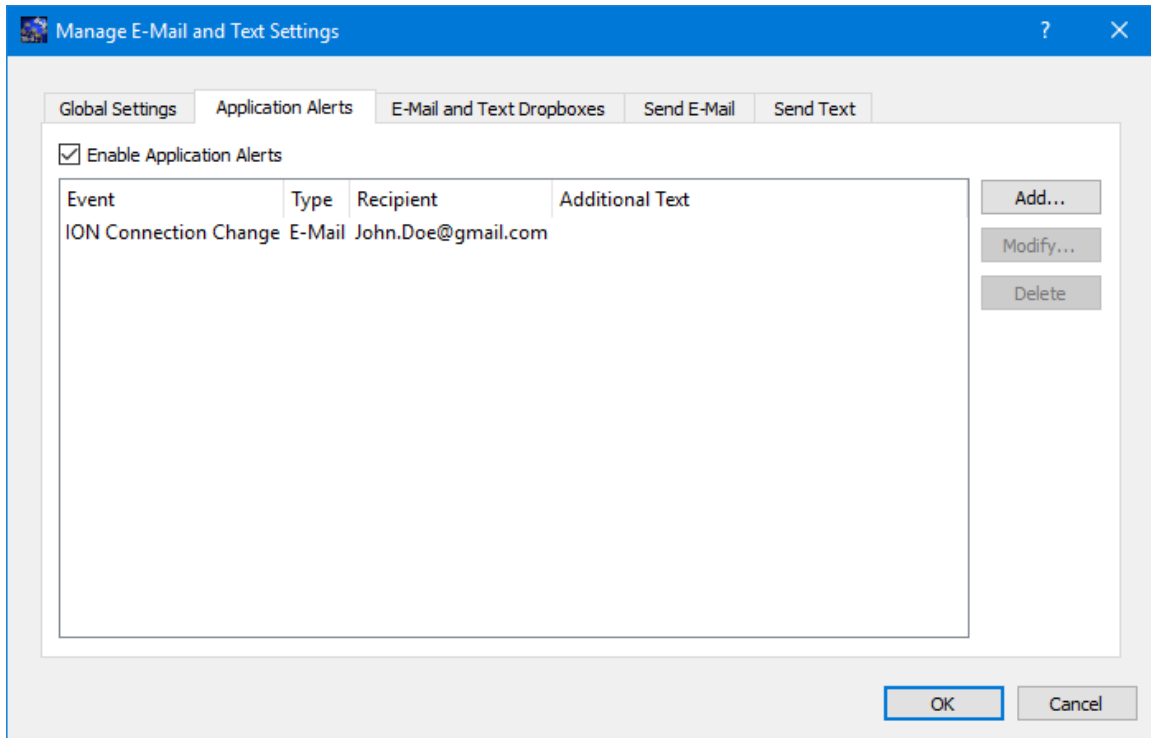 Manage E-Mail and Text Settings ?
Global Settings Application Alerts E-Mail and Text Dropboxes Send E-Mail Send Text
Enable Application Alerts
Event Type Recipient Additional Text Add...
ION Connection Change E-Mail John.Doe@gmail.com
Modify...
Delete
OK Cancel